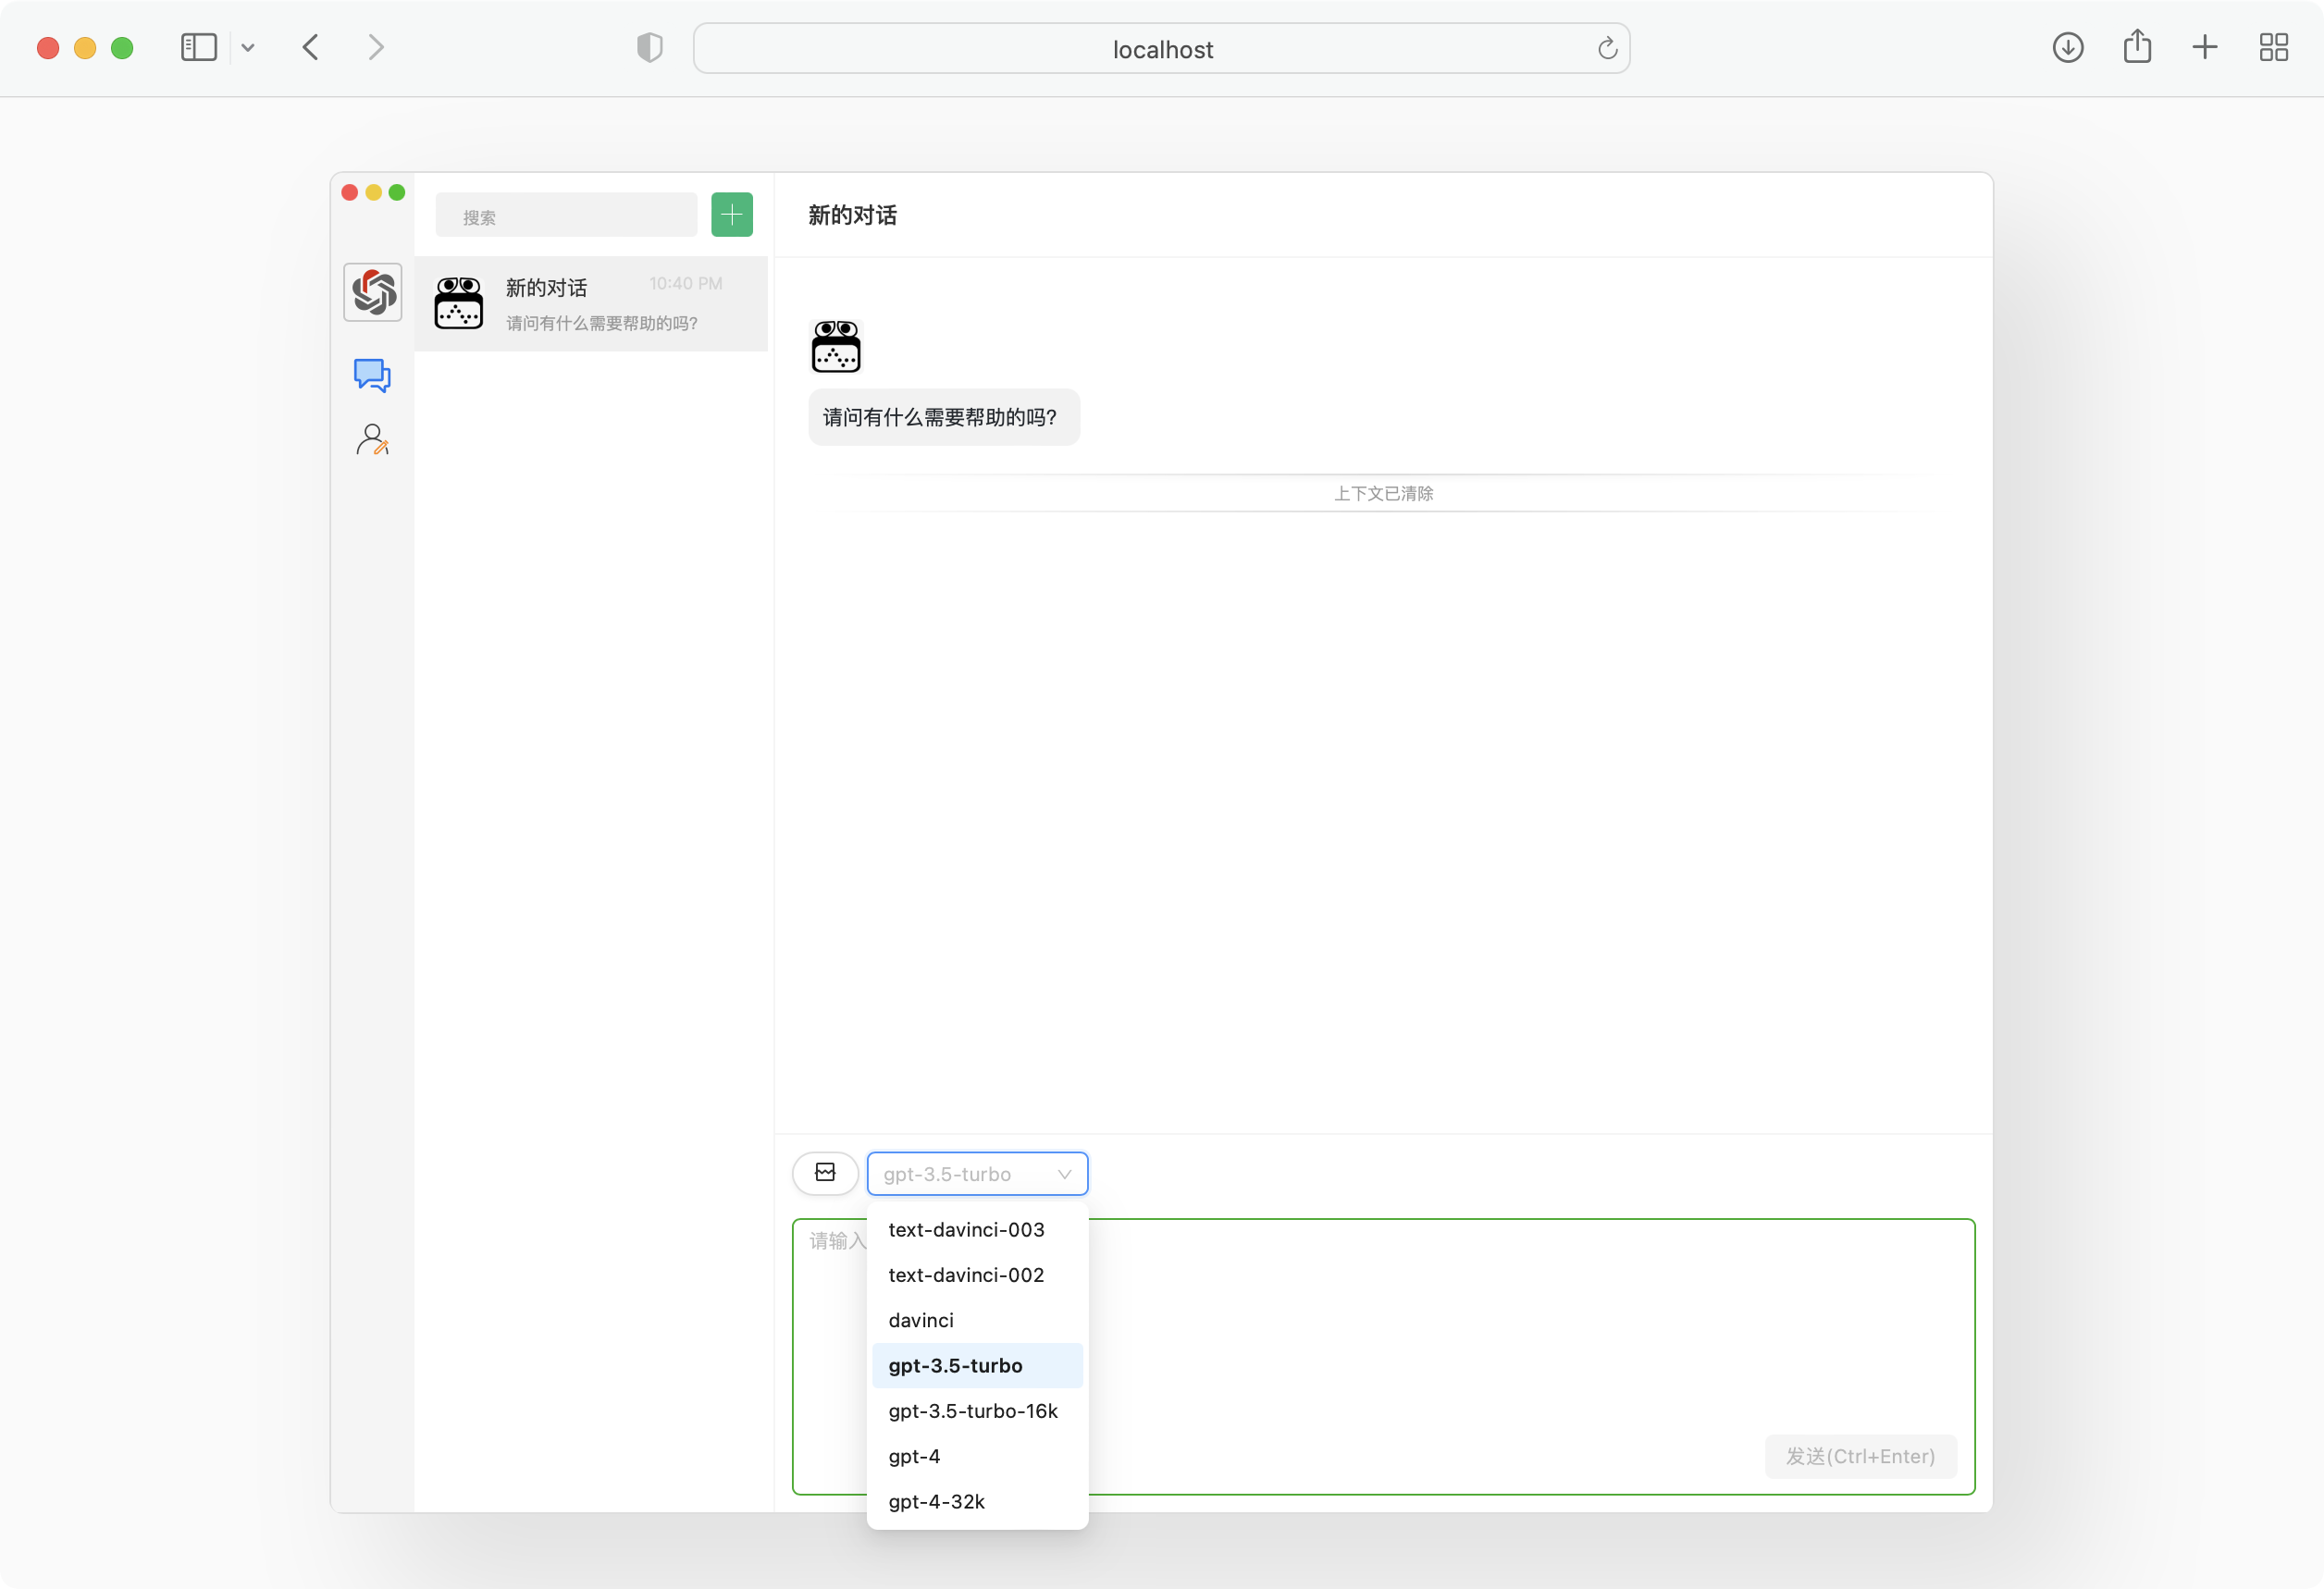 localhost
搜索
新的对话
10:40 PM
请问有什么需要帮助的吗?
新的对话
请问有什么需要帮助的吗?
上下文已清除
gpt-3.5-turbo
请输入
text-davinci-003
text-davinci-002
davinci
gpt-3.5-turbo
gpt-3.5-turbo-16k
gpt-4
gpt-4-32k
发送(Ctrl+Enter)